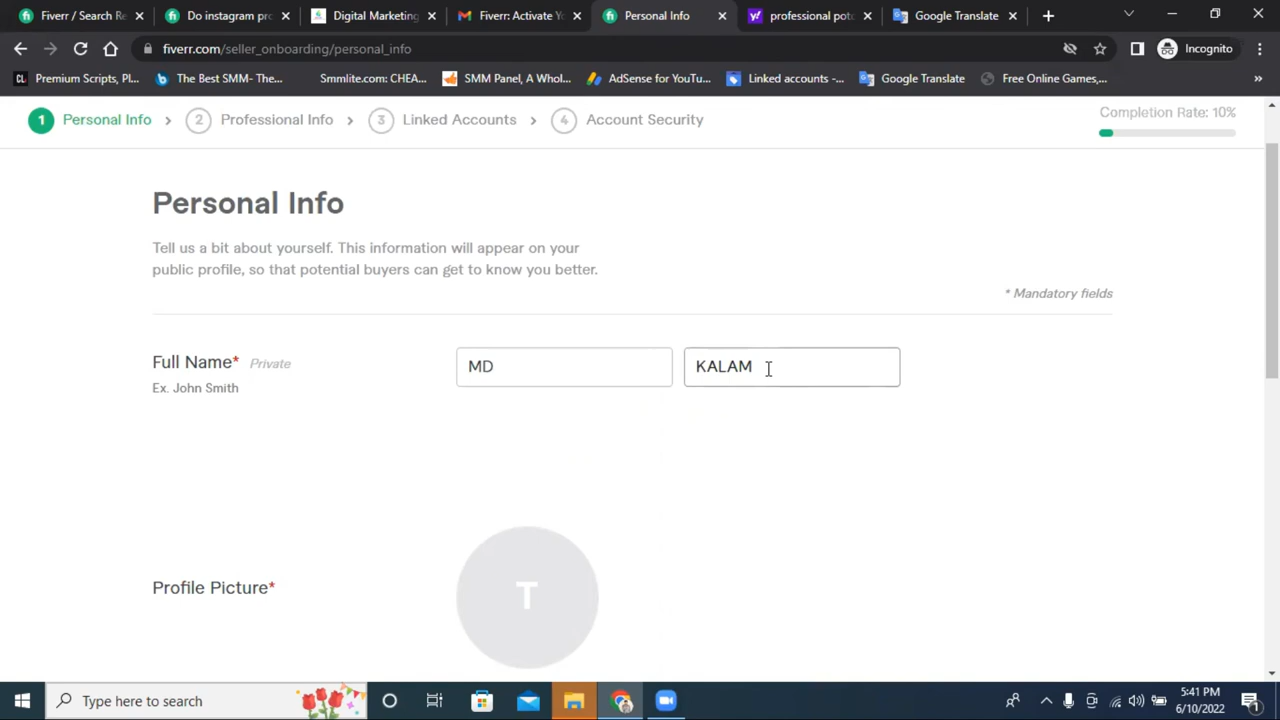 Fiverr / Search Re
Do instagram pro
Digital Marketing
Fiverr: Activate Yo
Personal Info
professional poto
Google Translate
fiverr.com/seller_onboarding/personal_info
Incognito
Premium Scripts, Pl...
The Best SMM- The...
Smmlite.com: CHEA...
SMM Panel, A Whol...
AdSense for YouTu...
Linked accounts -...
Google Translate
Free Online Games,...
»
1 Personal Info > 2 Professional Info > 3 Linked Accounts > 4 Account Security
Completion Rate: 10%
Personal Info
Tell us a bit about yourself. This information will appear on your
public profile, so that potential buyers can get to know you better.
* Mandatory fields
Full Name* Private
MD
KALAM
Ex. John Smith
Profile Picture*
T
Type here to search
5:41 PM
6/10/2022
1